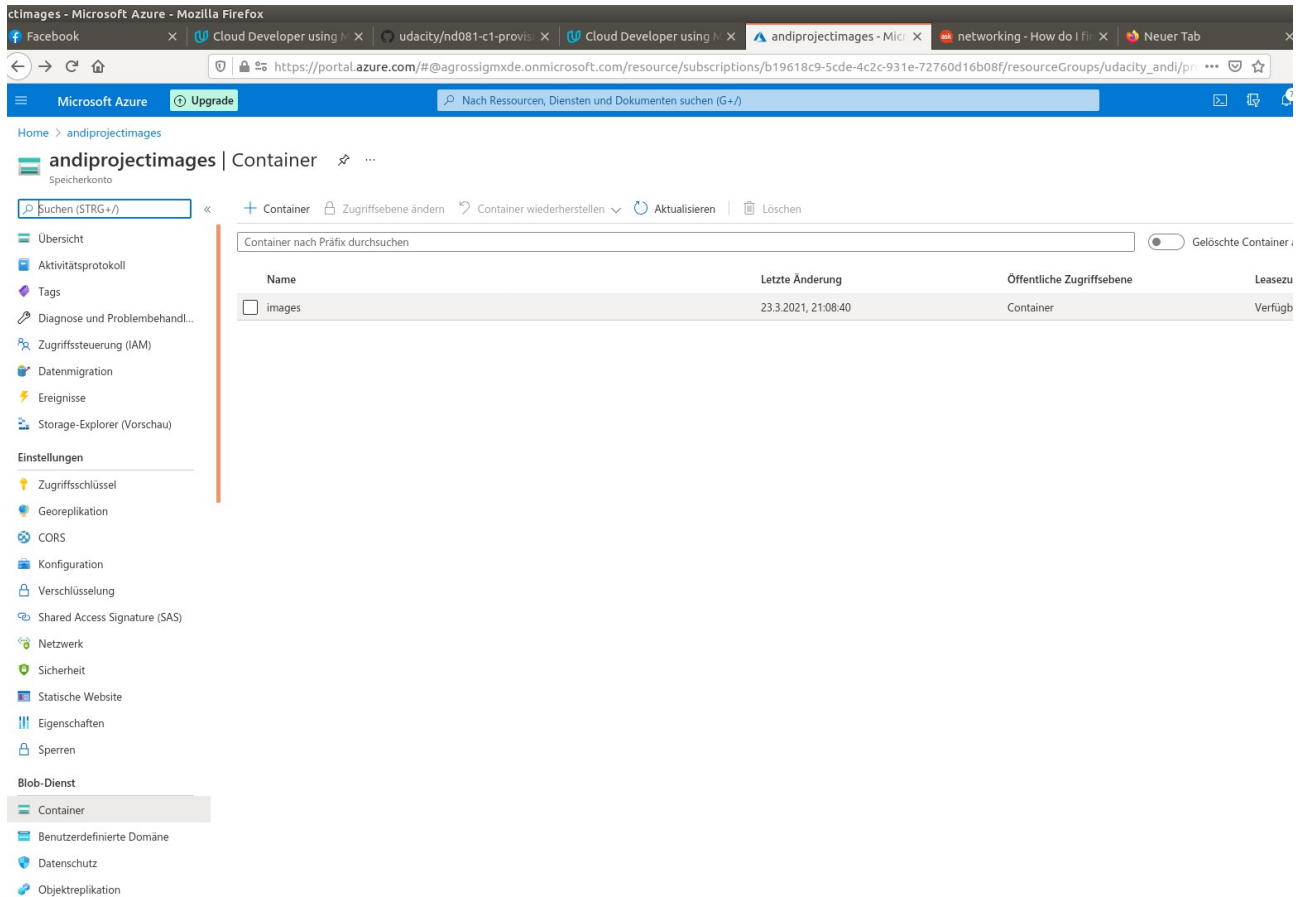 ctimages - Microsoft Azure - Mozilla Firefox
Facebook
Cloud Developer using M
udacity/nd081-c1-provis
Cloud Developer using M
andiprojectimages - Micr
networking - How do I fin
Neuer Tab
https://portal.azure.com/#@agrossigmxde.onmicrosoft.com/resource/subscriptions/b19618c9-5cde-4c2c-931e-72760d16b08f/resourceGroups/udacity_andi/pr
Microsoft Azure
Upgrade
Nach Ressourcen, Diensten und Dokumenten suchen (G+/)
Home > andiprojectimages
andiprojectimages | Container
Speicherkonto
Suchen (STRG+/)
«
+ Container
Zugriffsebene ändern
Container wiederherstellen
Aktualisieren
Löschen
Container nach Präfix durchsuchen
Gelöschte Container a
Name
Letzte Änderung
Öffentliche Zugriffsebene
Leasezu
images
23.3.2021, 21:08:40
Container
Verfügb
Übersicht
Aktivitätsprotokoll
Tags
Diagnose und Problembehandl...
Zugriffssteuerung (IAM)
Datenmigration
Ereignisse
Storage-Explorer (Vorschau)
Einstellungen
Zugriffsschlüssel
Georeplikation
CORS
Konfiguration
Verschlüsselung
Shared Access Signature (SAS)
Netzwerk
Sicherheit
Statische Website
Eigenschaften
Sperren
Blob-Dienst
Container
Benutzerdefinierte Domäne
Datenschutz
Objektreplikation